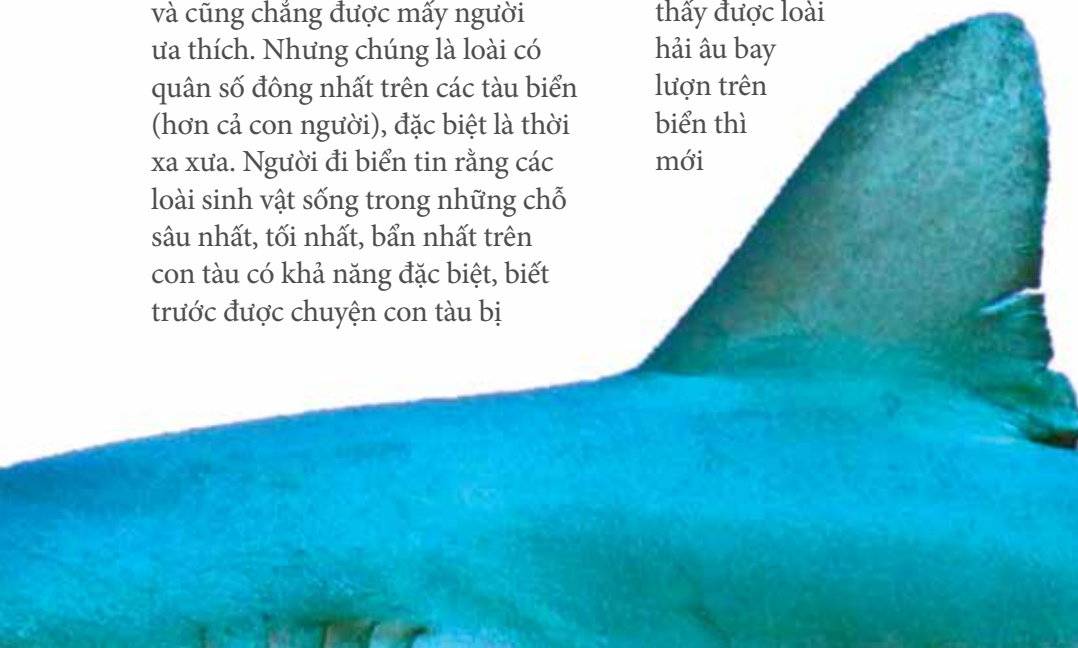 và cũng chẳng được mấy người
ưa thích. Nhưng chúng là loài có
quân số đông nhất trên các tàu biển
(hơn cả con người), đặc biệt là thời
xa xưa. Người đi biển tin rằng các
loài sinh vật sống trong những chỗ
sâu nhất, tối nhất, bẩn nhất trên
con tàu có khả năng đặc biệt, biết
trước được chuyện con tàu bị
thấy được loài
hải âu bay
lượn trên
biển thì
mới